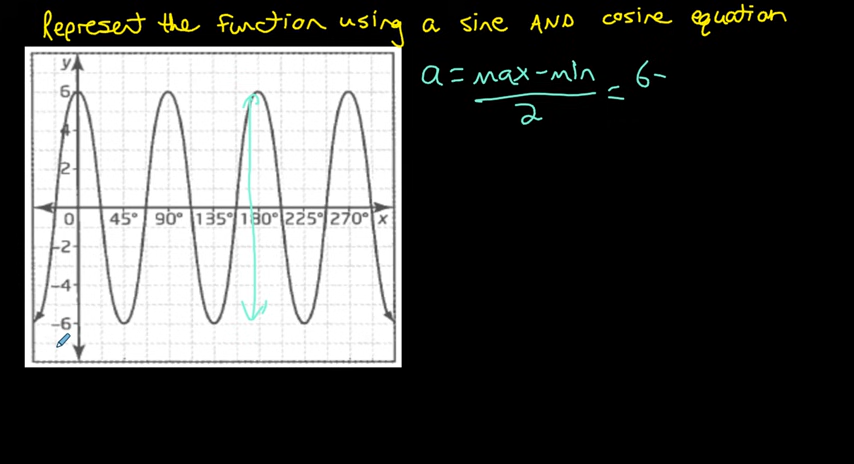 Represent the function using a sine AND cosine equation
a = max-min / 2 = 6-
y
6
4
2
0 45° 90° 135° 180° 225° 270° x
-2
-4
-6